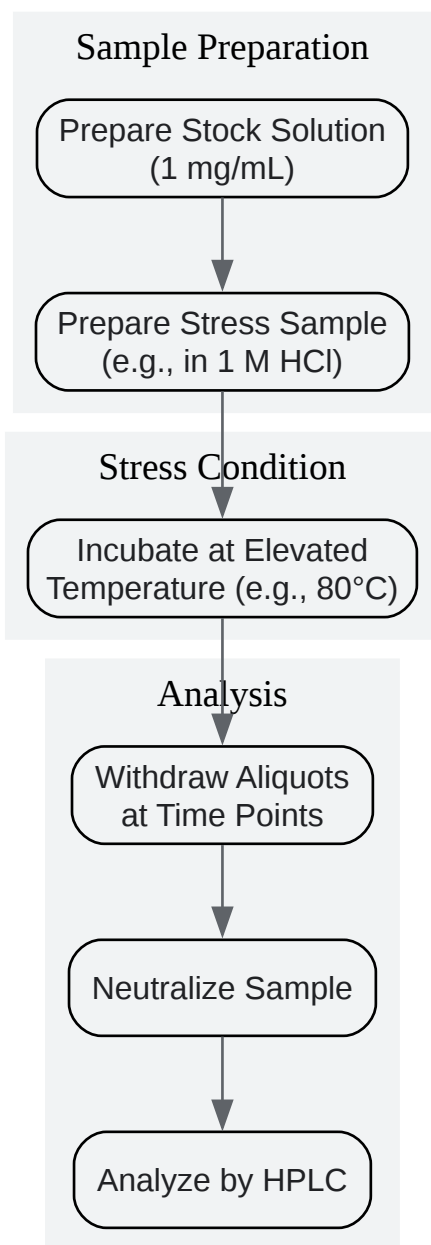 Sample Preparation
Prepare Stock Solution
(1 mg/mL)
Prepare Stress Sample
(e.g., in 1 M HCl)
Stress Condition
Incubate at Elevated
Temperature (e.g., 80°C)
Analysis
Withdraw Aliquots
at Time Points
Neutralize Sample
Analyze by HPLC